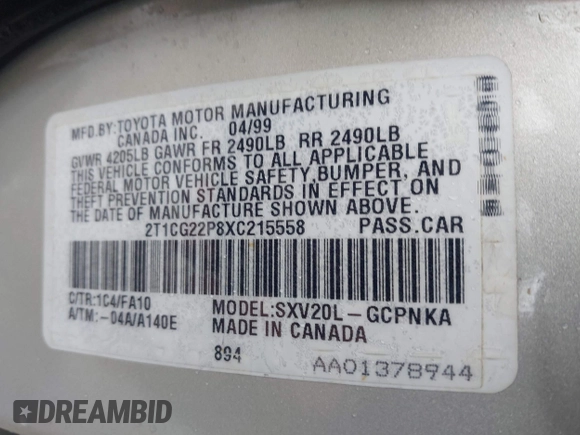 MFD.BY:TOYOTA MOTOR MANUFACTURING
CANADA INC. 04/99
GVWR 4205LB GAWR FR 2490LB RR 2490LB
THIS VEHICLE CONFORMS TO ALL APPLICABLE
FEDERAL MOTOR VEHICLE SAFETY,BUMPER, AND
THEFT PREVENTION STANDARDS IN EFFECT ON
THE DATE OF MANUFACTURE SHOWN ABOVE.
2T1CG22P8XC215558 PASS.CAR
C/TR:1C4/FA10 MODEL:SXV20L-GCPNKA
A/TM:-04A/A140E MADE IN CANADA
894 AA01378944
DREAMBID